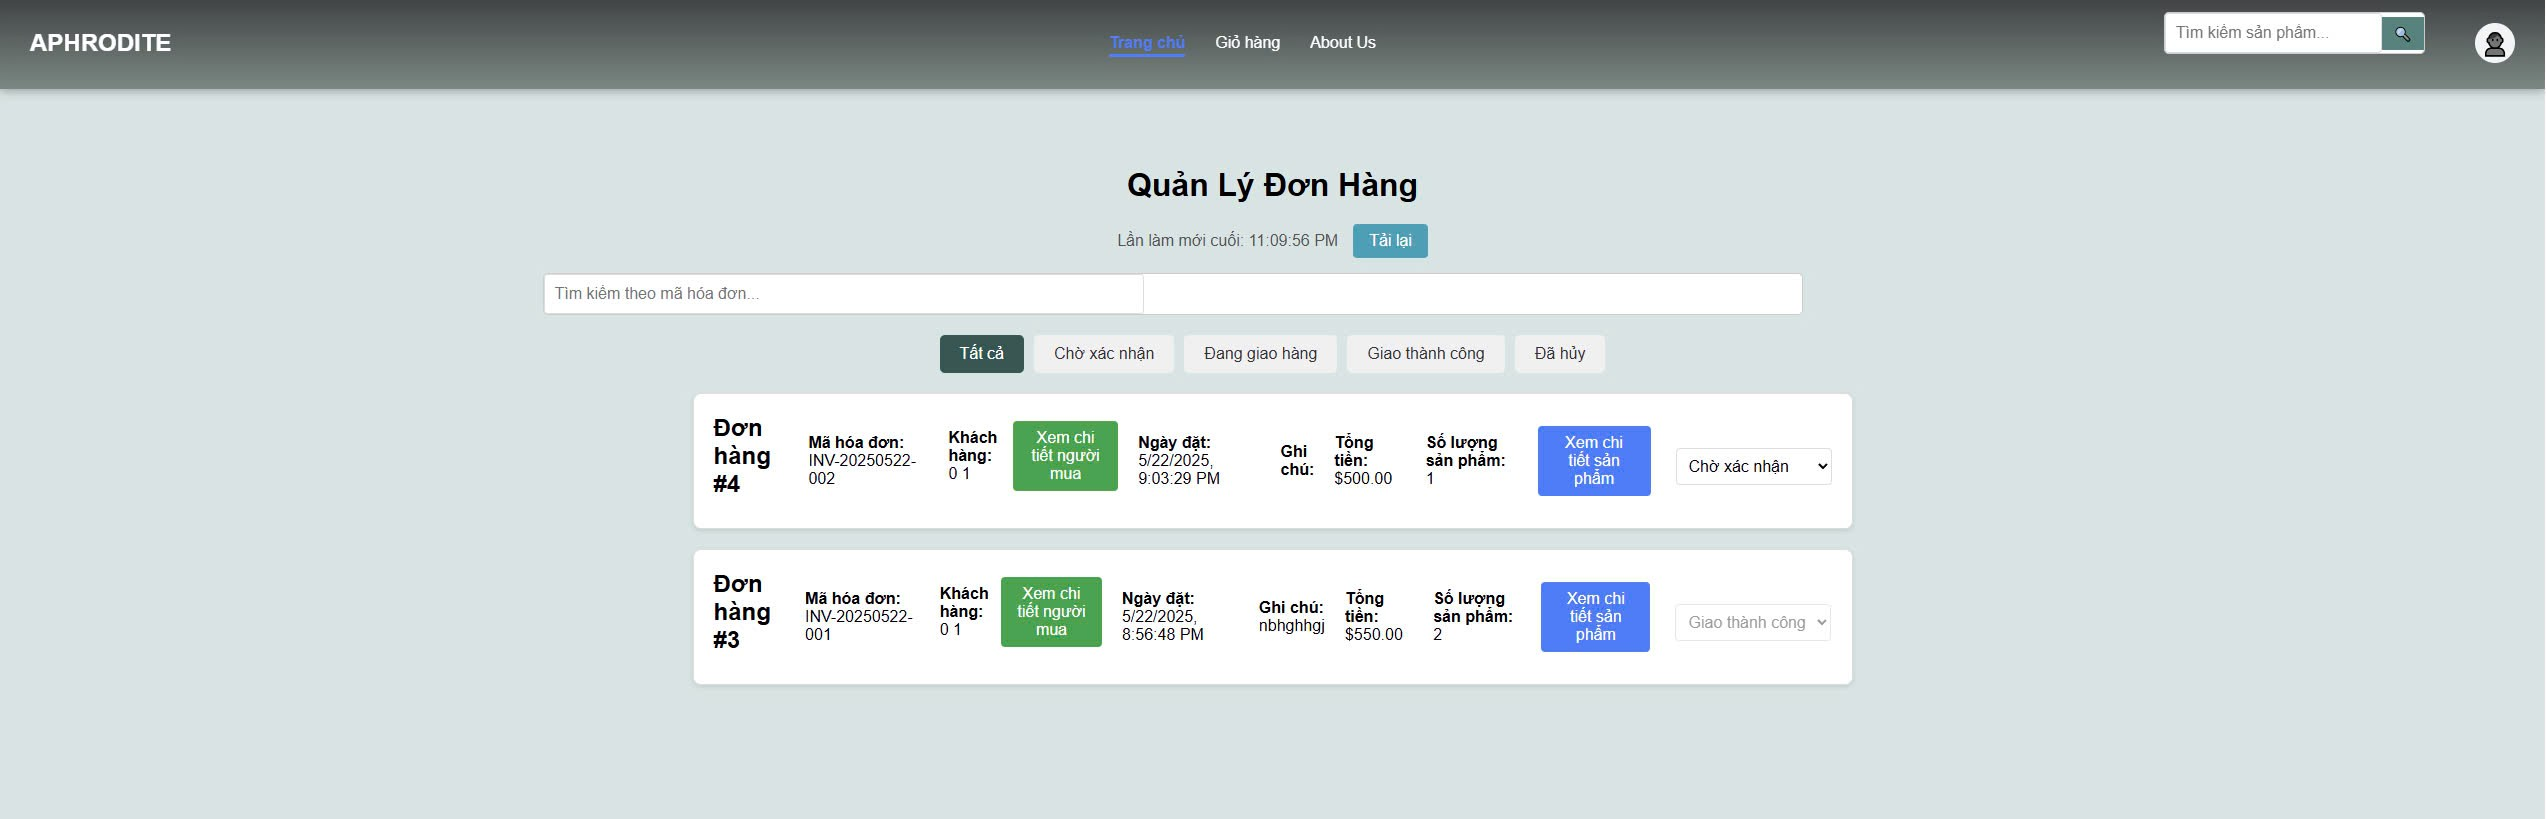 APHRODITE
Trang chủ
Giỏ hàng
About Us
Tìm kiếm sản phẩm...
Quản Lý Đơn Hàng
Lần làm mới cuối: 11:09:56 PM
Tải lại
Tìm kiếm theo mã hóa đơn...
Tất cả
Chờ xác nhận
Đang giao hàng
Giao thành công
Đã hủy
Đơn
hàng
#4
Mã hóa đơn:
INV-20250522-
002
Khách
hàng:
0 1
Xem chi
tiết người
mua
Ngày đặt:
5/22/2025,
9:03:29 PM
Ghi
chú:
Tổng
tiền:
$500.00
Số lượng
sản phẩm:
1
Xem chi
tiết sản
phẩm
Chờ xác nhận
Đơn
hàng
#3
Mã hóa đơn:
INV-20250522-
001
Khách
hàng:
0 1
Xem chi
tiết người
mua
Ngày đặt:
5/22/2025,
8:56:48 PM
Ghi chú:
nbhghhgj
Tổng
tiền:
$550.00
Số lượng
sản phẩm:
2
Xem chi
tiết sản
phẩm
Giao thành công